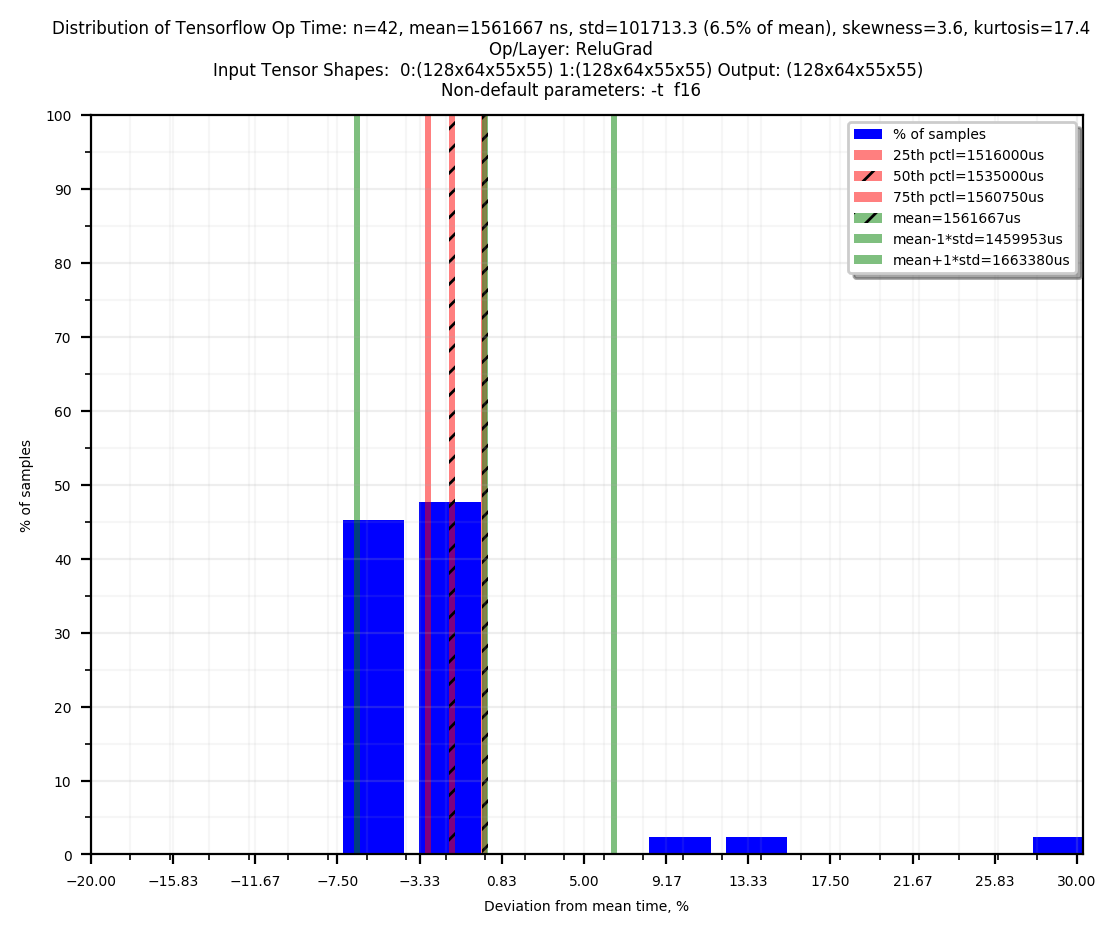 Distribution of Tensorflow Op Time: n=42, mean=1561667 ns, std=101713.3 (6.5% of mean), skewness=3.6, kurtosis=17.4
Op/Layer: ReluGrad
Input Tensor Shapes:  0:(128x64x55x55) 1:(128x64x55x55) Output: (128x64x55x55)
Non-default parameters: -t  f16
% of samples
25th pctl=1516000us
50th pctl=1535000us
75th pctl=1560750us
mean=1561667us
mean-1*std=1459953us
mean+1*std=1663380us
100
90
80
70
60
50
40
30
20
10
0
% of samples
−20.00 −15.83 −11.67 −7.50 −3.33 0.83 5.00 9.17 13.33 17.50 21.67 25.83 30.00
Deviation from mean time, %